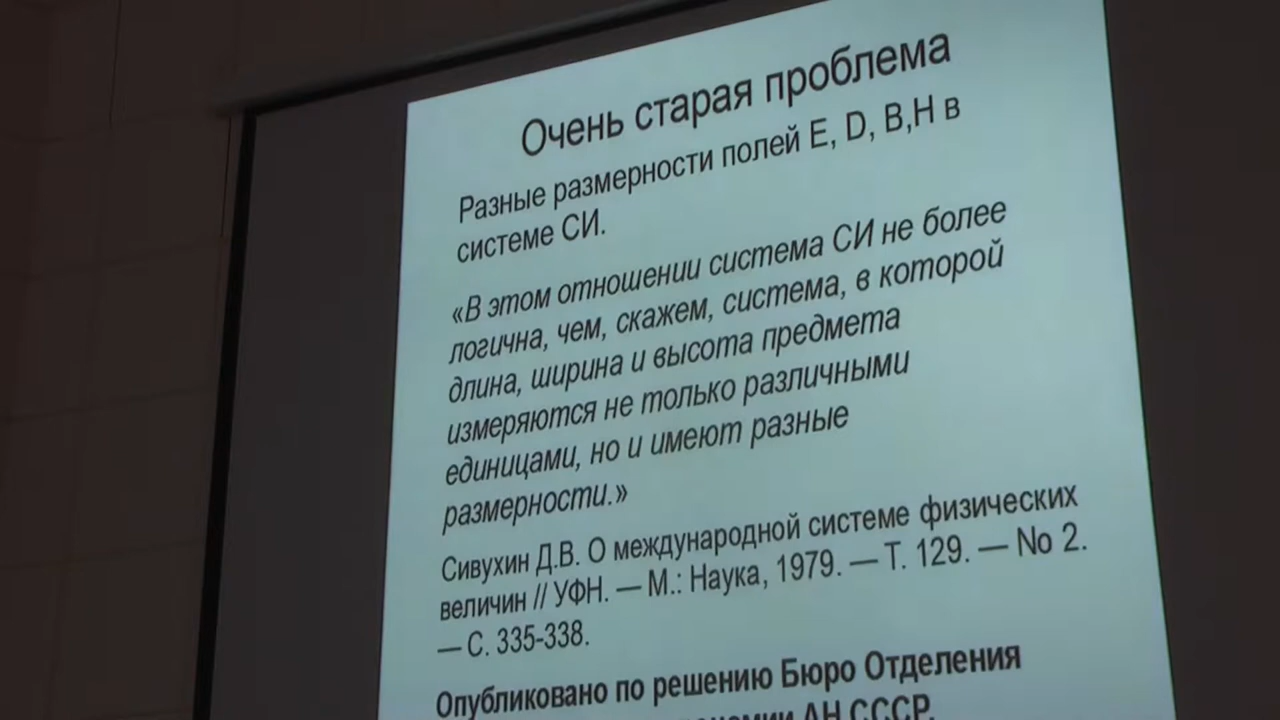 Очень старая проблема
Разные размерности полей E, D, B,H в
системе СИ.
«В этом отношении система СИ не более
логична, чем, скажем, система, в которой
длина, ширина и высота предмета
измеряются не только различными
единицами, но и имеют разные
размерности.»
Сивухин Д.В. О международной системе физических
величин // УФН. — М.: Наука, 1979. — Т. 129. — No 2.
— С. 335-338.
Опубликовано по решению Бюро Отделения
АН СССР.